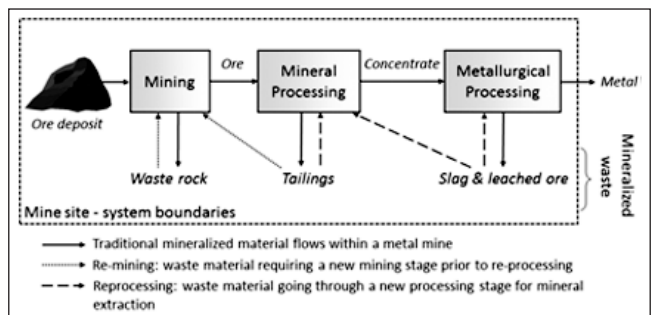 Ore deposit
Mining
Ore
Mineral
Processing
Concentrate
Metallurgical
Processing
Metal
Waste rock
Tailings
Slag & leached ore
Mineralized
waste
Mine site - system boundaries
Traditional mineralized material flows within a metal mine
Re-mining: waste material requiring a new mining stage prior to re-processing
Reprocessing: waste material going through a new processing stage for mineral
extraction